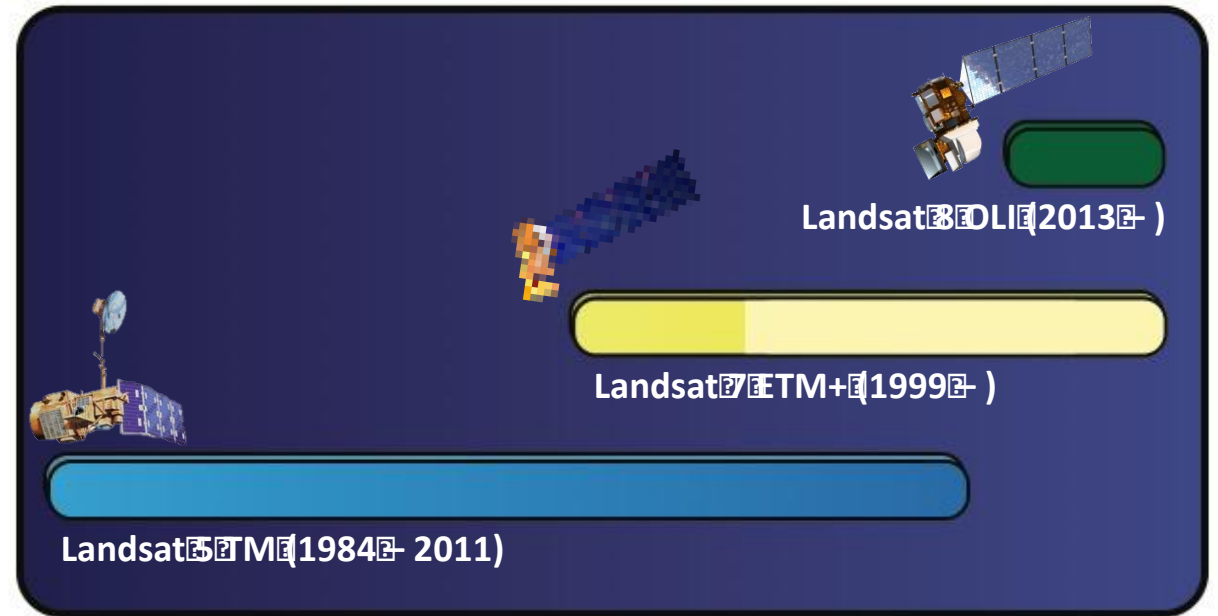 Landsat 8 OLI (2013 – )
Landsat 7 ETM+ (1999 – )
Landsat 5 TM (1984 – 2011)